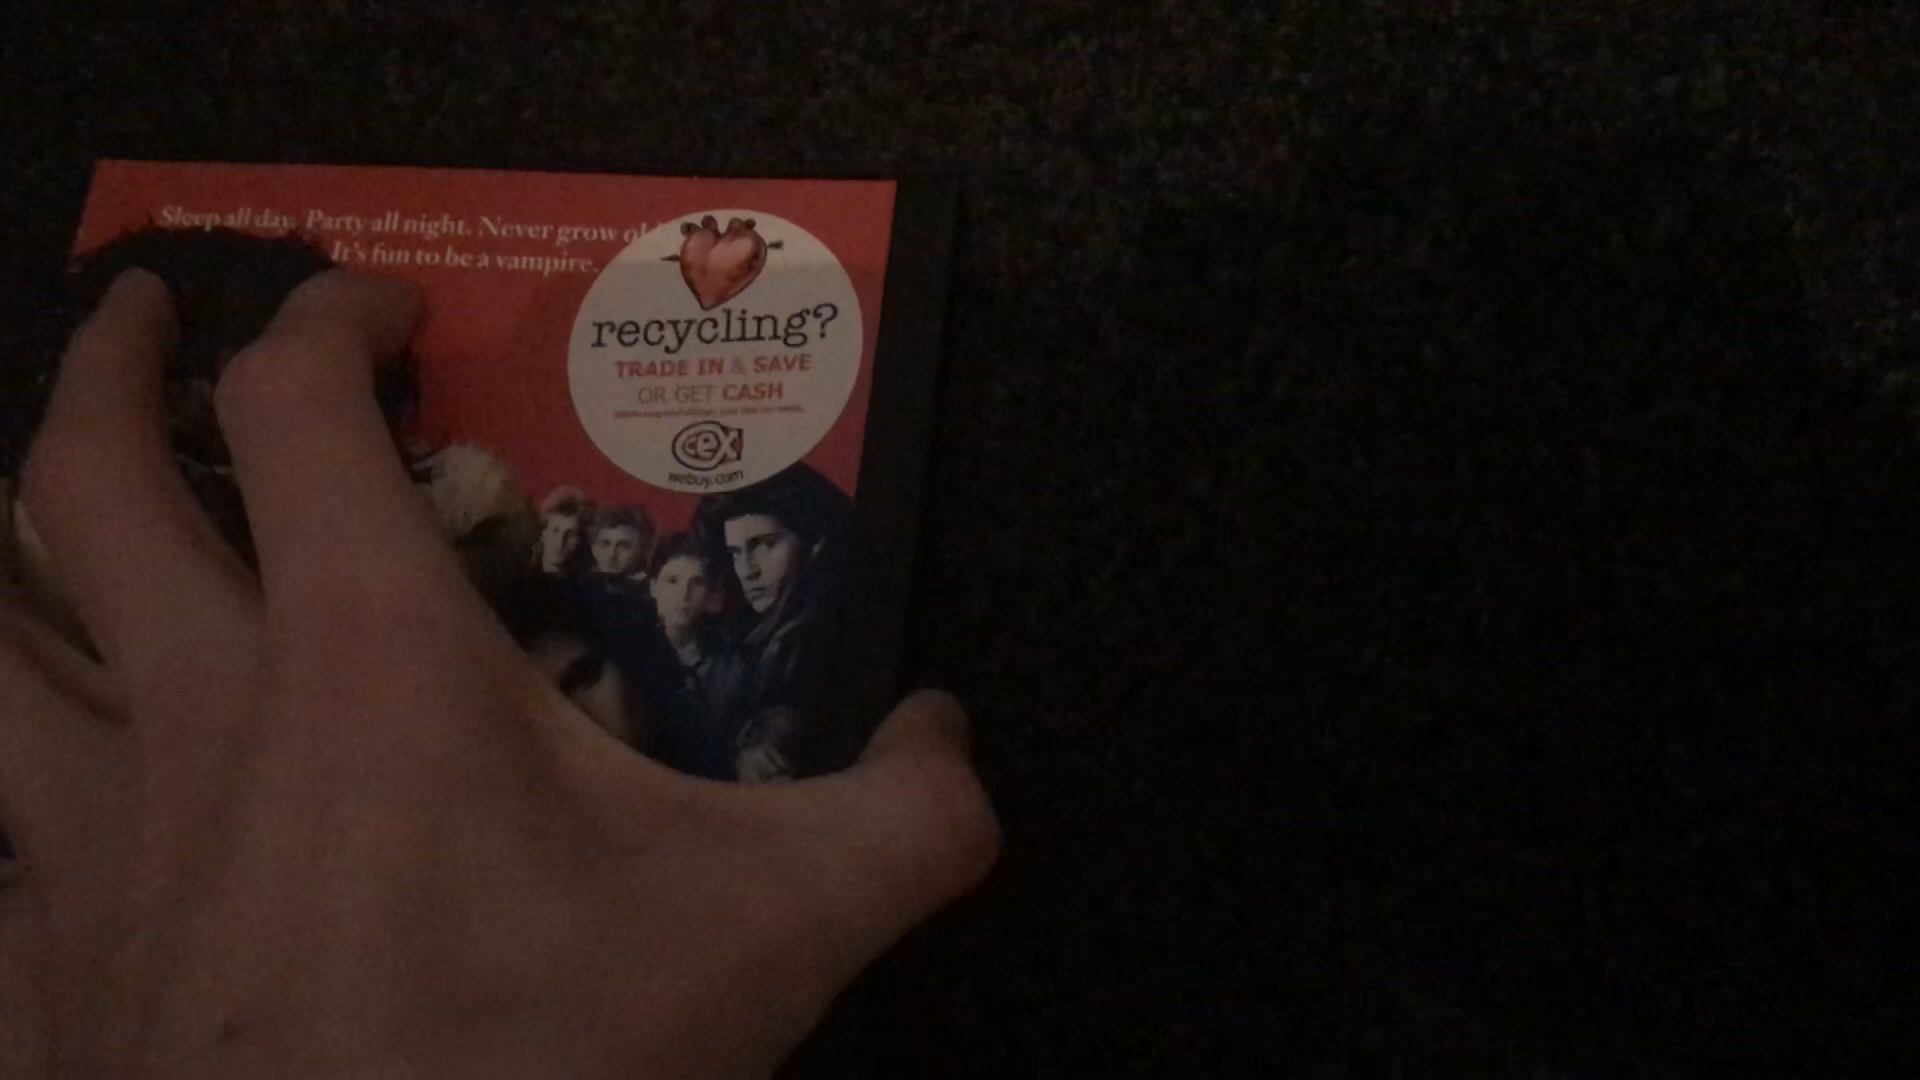 Sleep all day. Party all night. Never grow old
It's fun to be a vampire.
recycling?
TRADE IN & SAVE
OR GET CASH
CeX
webuy.com